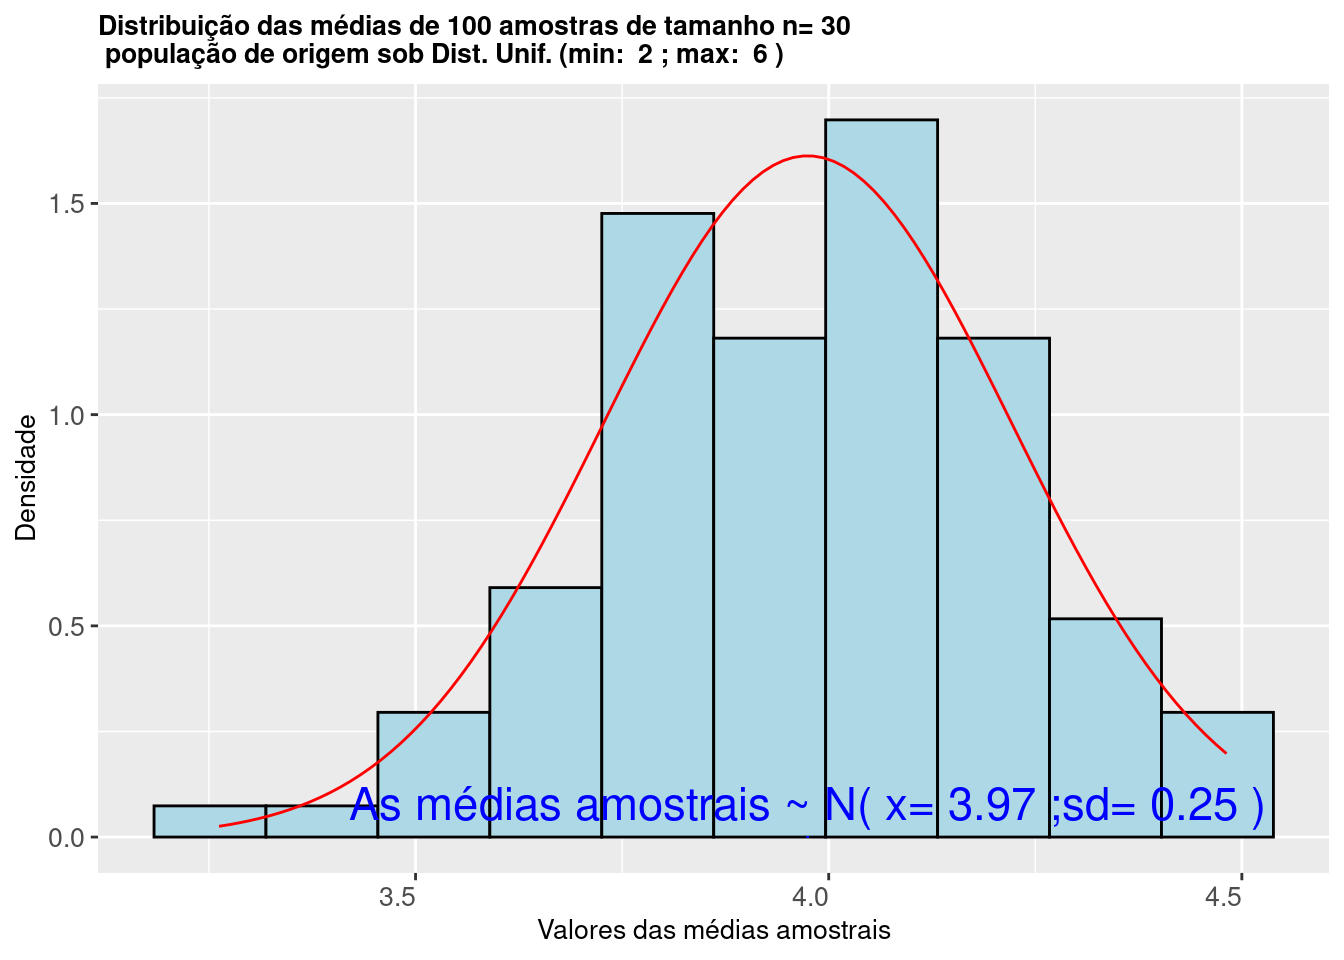 Distribuição das médias de 100 amostras de tamanho n= 30
população de origem sob Dist. Unif. (min:  2 ; max:  6 )
1.5
1.0
0.5
0.0
Densidade
As médias amostrais ~ N( x= 3.97 ;sd= 0.25 )
3.5
4.0
4.5
Valores das médias amostrais